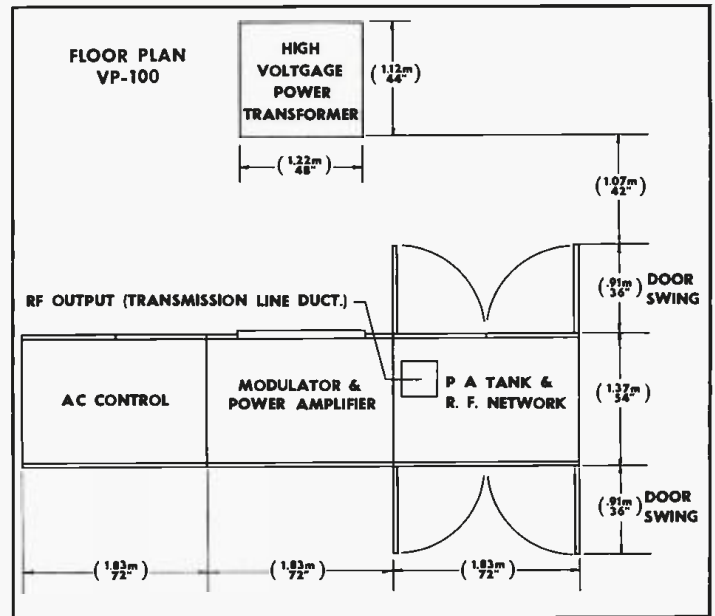 FLOOR PLAN
VP-100
HIGH
VOLTGAGE
POWER
TRANSFORMER
(1.12m
44")
(1.22m
48")
(1.07m
42")
(.91m
36")
DOOR
SWING
RF OUTPUT (TRANSMISSION LINE DUCT.)
AC CONTROL
MODULATOR &
POWER AMPLIFIER
P A TANK &
R. F. NETWORK
(1.37m
54")
(.91m
36")
DOOR
SWING
(1.83m
72")
(1.83m
72")
(1.83m
72")